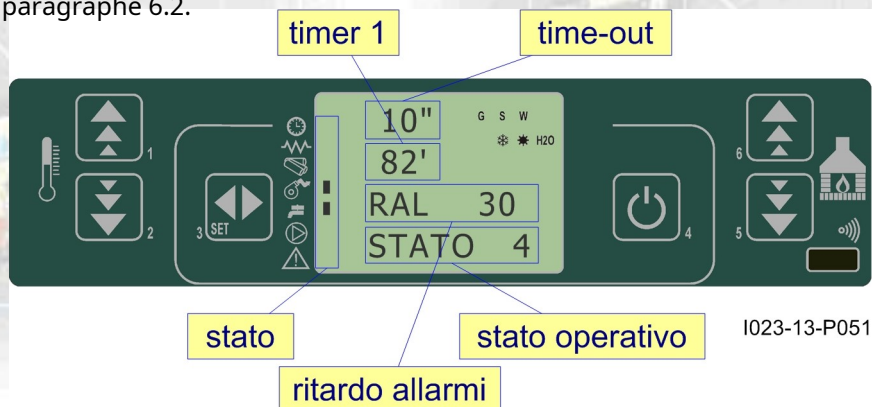 paragraphe 6.2.
timer 1
time-out
10"
G S W
82'
H2O
RAL 30
STATO 4
1
2
3 SET
4
5
6
stato
stato operativo
ritardo allarmi
I023-13-P051